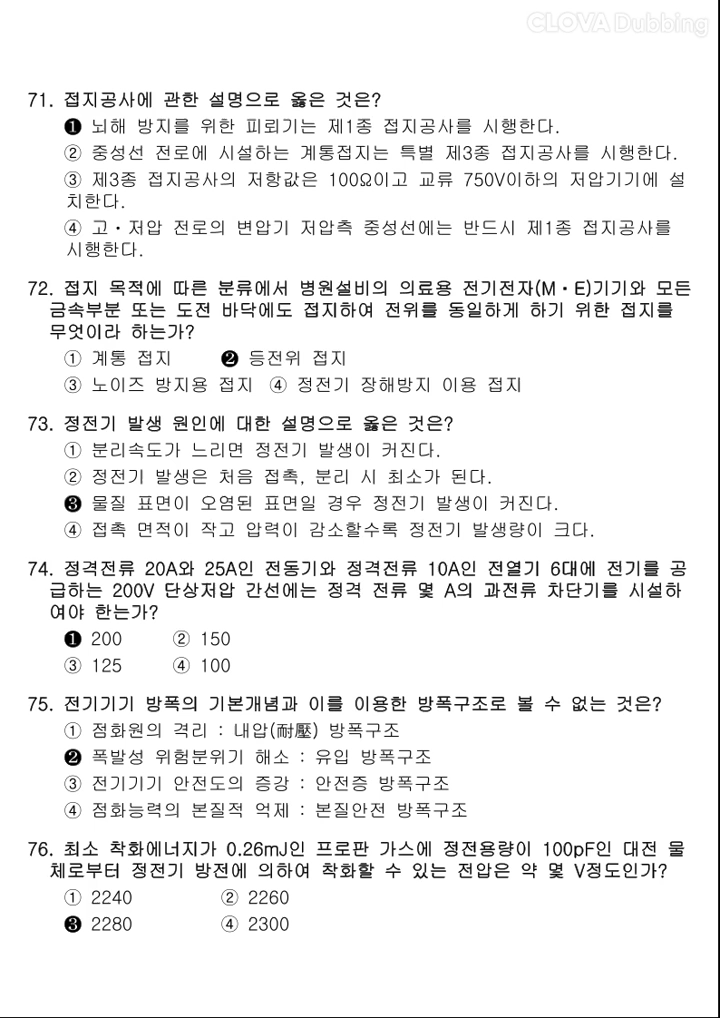 CLOVA Dubbing
71. 접지공사에 관한 설명으로 옳은 것은?
❶ 뇌해 방지를 위한 피뢰기는 제1종 접지공사를 시행한다.
② 중성선 전로에 시설하는 계통접지는 특별 제3종 접지공사를 시행한다.
③ 제3종 접지공사의 저항값은 100Ω이고 교류 750V이하의 저압기기에 설
치한다.
④ 고·저압 전로의 변압기 저압측 중성선에는 반드시 제1종 접지공사를
시행한다.
72. 접지 목적에 따른 분류에서 병원설비의 의료용 전기전자(M·E)기기와 모든
금속부분 또는 도전 바닥에도 접지하여 전위를 동일하게 하기 위한 접지를
무엇이라 하는가?
① 계통 접지 ❷ 등전위 접지
③ 노이즈 방지용 접지 ④ 정전기 장해방지 이용 접지
73. 정전기 발생 원인에 대한 설명으로 옳은 것은?
① 분리속도가 느리면 정전기 발생이 커진다.
② 정전기 발생은 처음 접촉, 분리 시 최소가 된다.
❸ 물질 표면이 오염된 표면일 경우 정전기 발생이 커진다.
④ 접촉 면적이 작고 압력이 감소할수록 정전기 발생량이 크다.
74. 정격전류 20A와 25A인 전동기와 정격전류 10A인 전열기 6대에 전기를 공
급하는 200V 단상저압 간선에는 정격 전류 몇 A의 과전류 차단기를 시설하
여야 한는가?
❶ 200 ② 150
③ 125 ④ 100
75. 전기기기 방폭의 기본개념과 이를 이용한 방폭구조로 볼 수 없는 것은?
① 점화원의 격리 : 내압(耐壓) 방폭구조
❷ 폭발성 위험분위기 해소 : 유입 방폭구조
③ 전기기기 안전도의 증강 : 안전증 방폭구조
④ 점화능력의 본질적 억제 : 본질안전 방폭구조
76. 최소 착화에너지가 0.26mJ인 프로판 가스에 정전용량이 100pF인 대전 물
체로부터 정전기 방전에 의하여 착화할 수 있는 전압은 약 몇 V정도인가?
① 2240 ② 2260
❸ 2280 ④ 2300